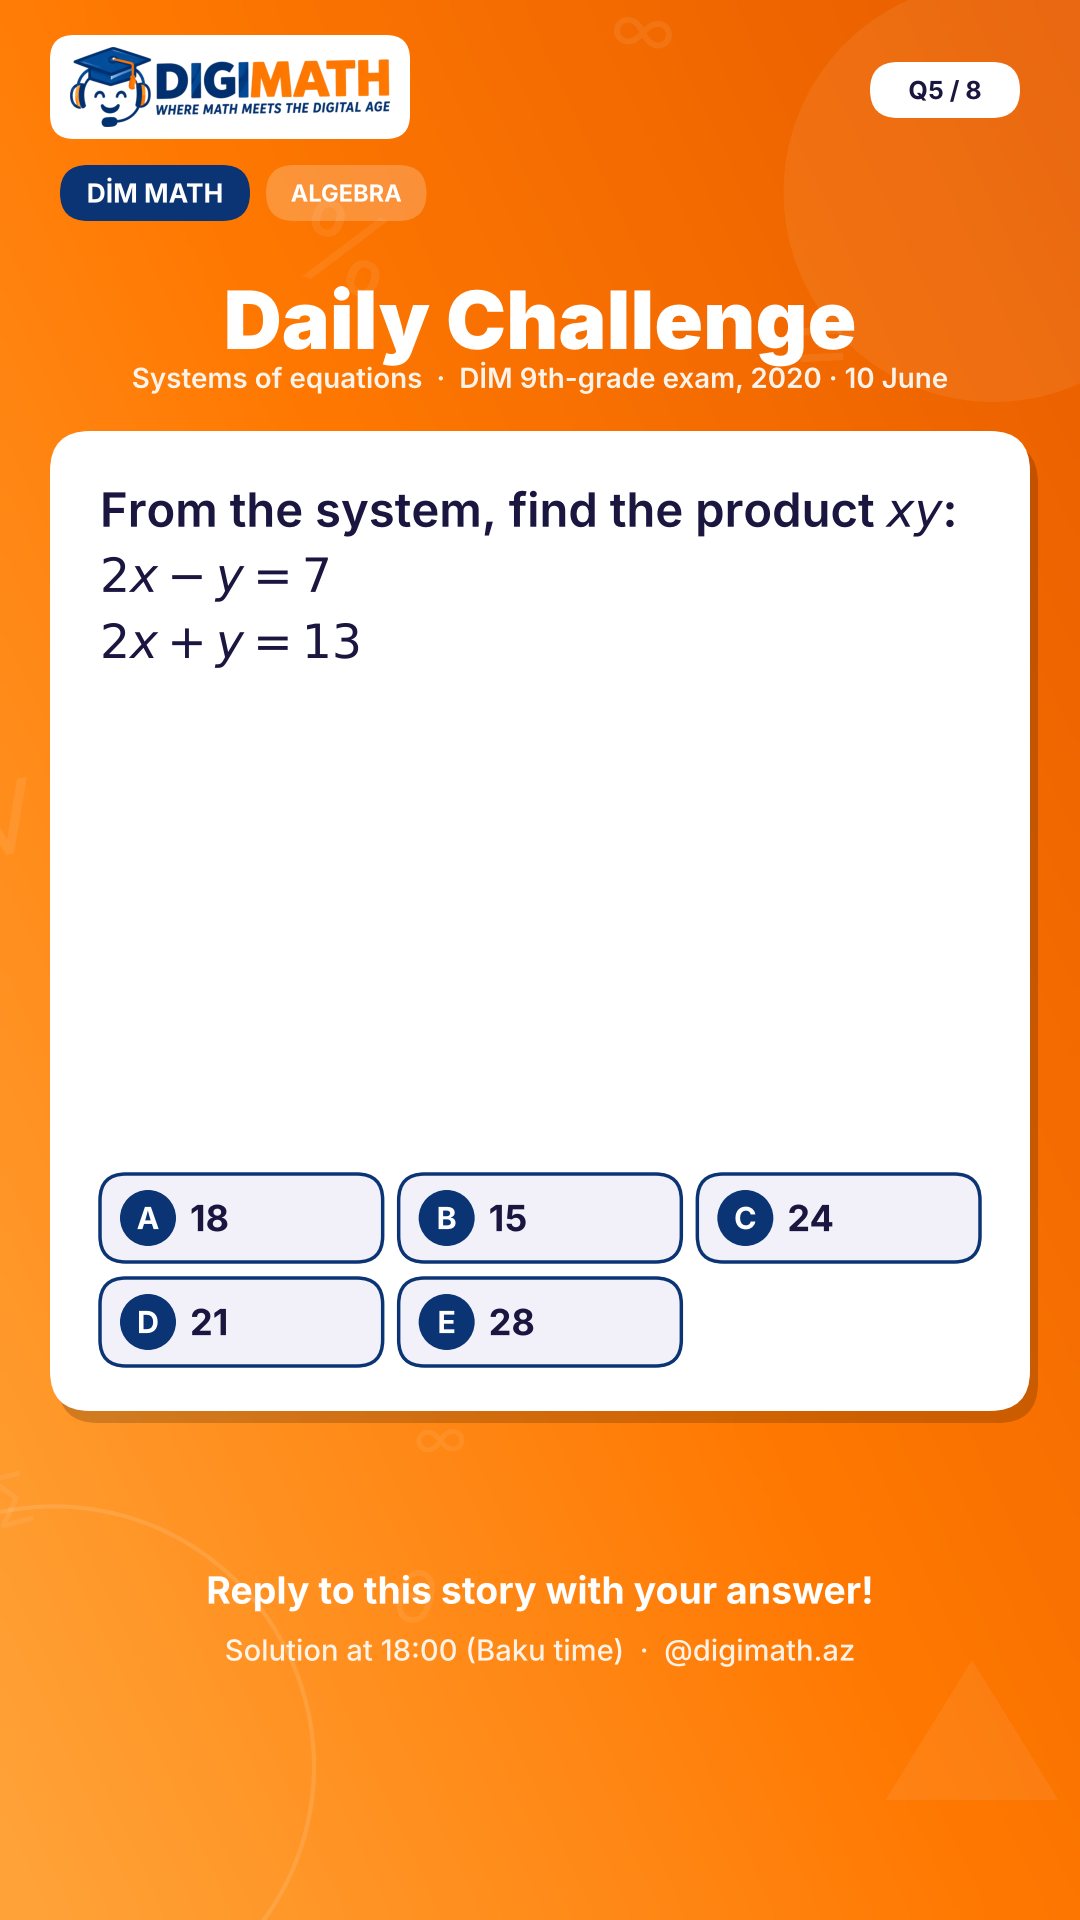 DIGIMATH
WHERE MATH MEETS THE DIGITAL AGE
Q5 / 8
DİM MATH
ALGEBRA
Daily Challenge
Systems of equations · DİM 9th-grade exam, 2020 · 10 June
From the system, find the product xy:
2x − y = 7
2x + y = 13
A 18
B 15
C 24
D 21
E 28
Reply to this story with your answer!
Solution at 18:00 (Baku time) · @digimath.az